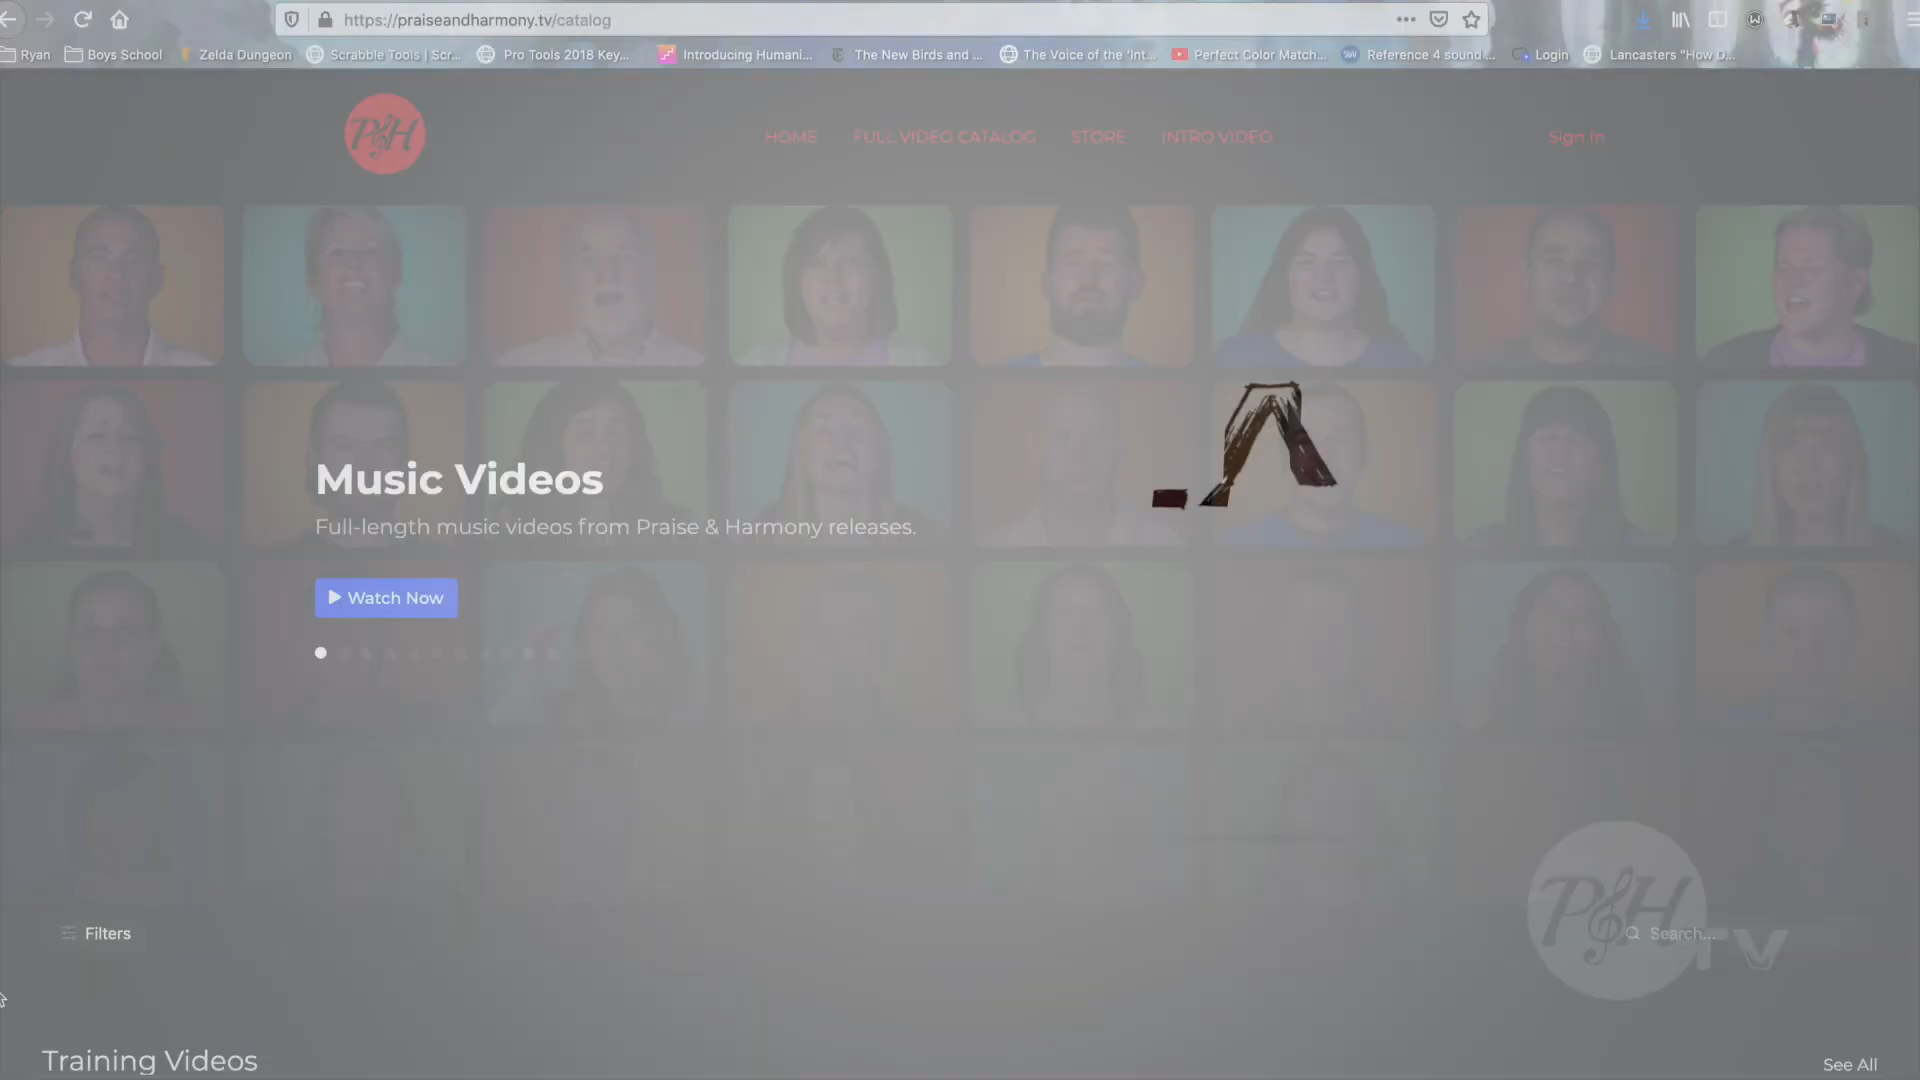 https://praiseandharmony.tv/catalog
Ryan Boys School Zelda Dungeon Scrabble Tools | Scr... Pro Tools 2018 Key... Introducing Humani... The New Birds and ... The Voice of the 'Int... Perfect Color Match... SW Reference 4 sound ... Login Lancasters "How D...
P&H HOME FULL VIDEO CATALOG STORE INTRO VIDEO Sign In
Music Videos
Full-length music videos from Praise & Harmony releases.
Watch Now
Filters
Search...
P&H TV
Training Videos
See All